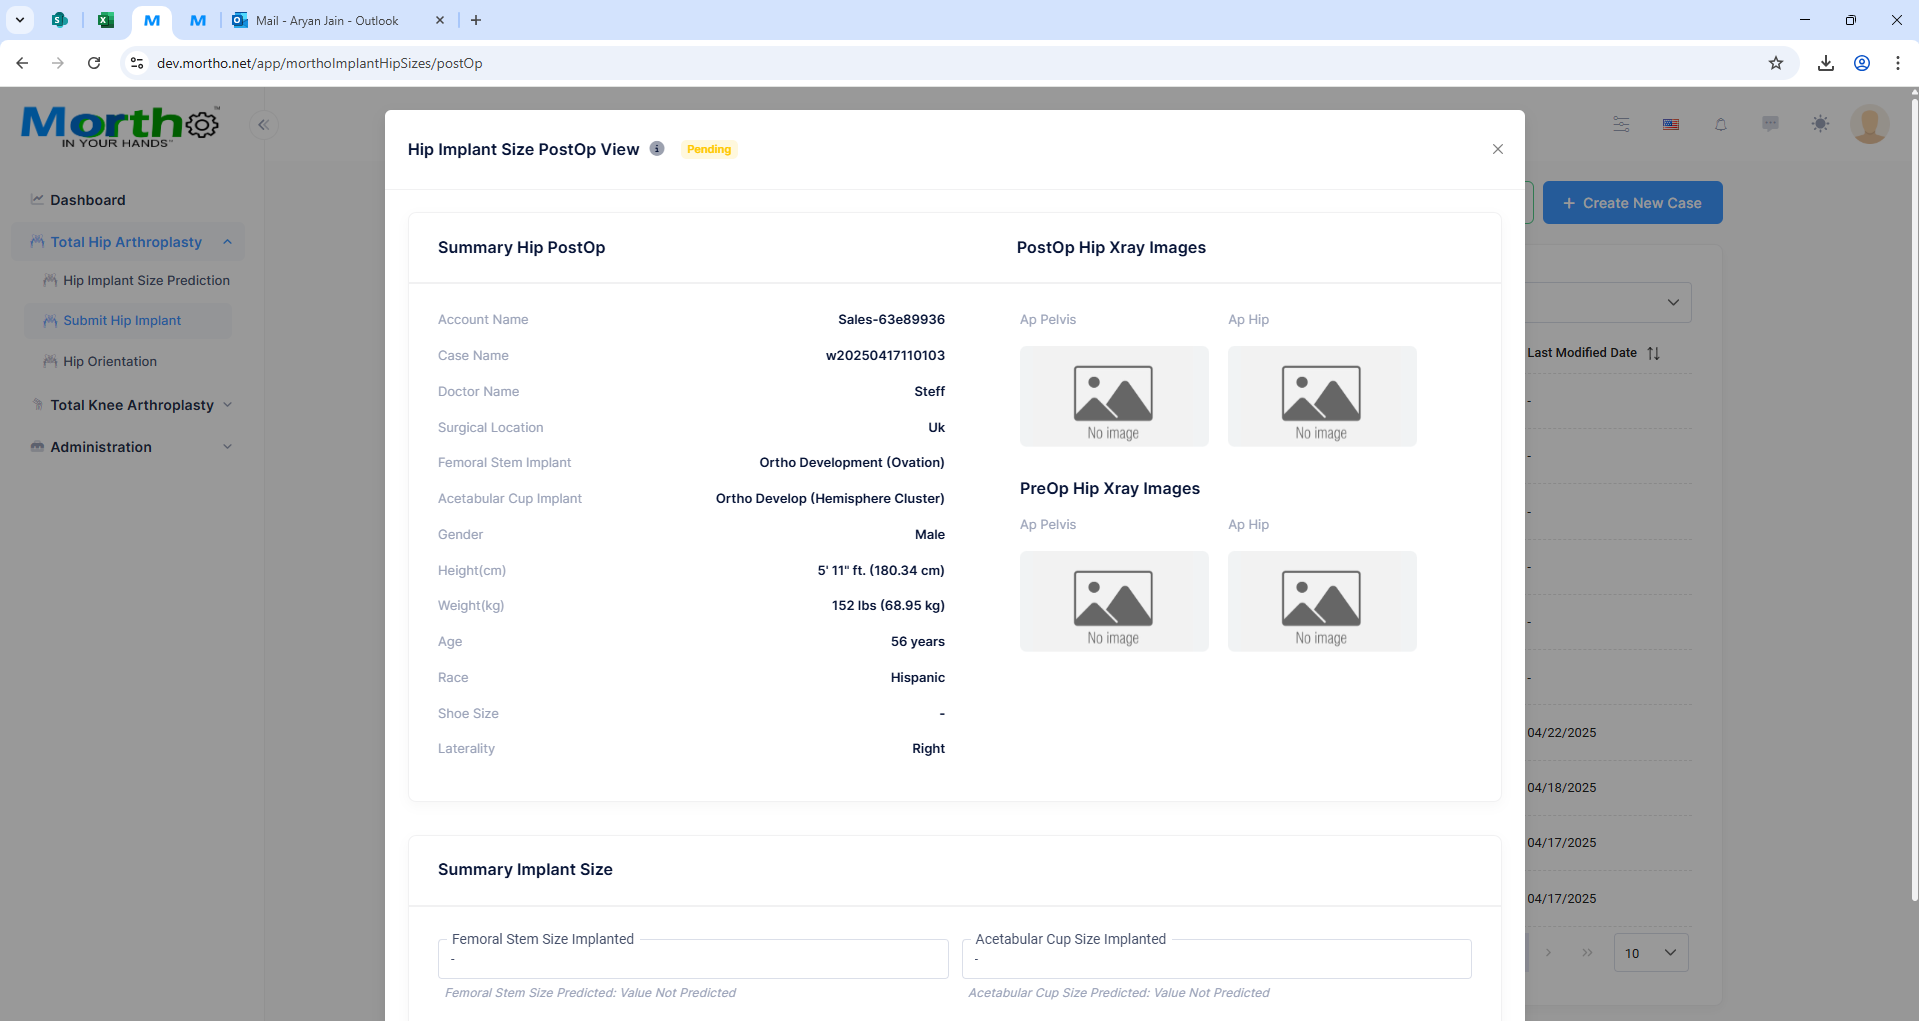 Mail - Aryan Jain - Outlook
dev.mortho.net/app/morthoImplantHipSizes/postOp
Mortho™
IN YOUR HANDS™
Dashboard
Total Hip Arthroplasty
Hip Implant Size Prediction
Submit Hip Implant
Hip Orientation
Total Knee Arthroplasty
Administration
Hip Implant Size PostOp View
Pending
+ Create New Case
Summary Hip PostOp
Account Name Sales-63e89936
Case Name w20250417110103
Doctor Name Steff
Surgical Location Uk
Femoral Stem Implant Ortho Development (Ovation)
Acetabular Cup Implant Ortho Develop (Hemisphere Cluster)
Gender Male
Height(cm) 5' 11" ft. (180.34 cm)
Weight(kg) 152 lbs (68.95 kg)
Age 56 years
Race Hispanic
Shoe Size -
Laterality Right
PostOp Hip Xray Images
Ap Pelvis Ap Hip
No image No image
PreOp Hip Xray Images
Ap Pelvis Ap Hip
No image No image
Last Modified Date
-
-
-
-
-
-
04/22/2025
04/18/2025
04/17/2025
04/17/2025
10
Summary Implant Size
Femoral Stem Size Implanted
-
Femoral Stem Size Predicted: Value Not Predicted
Acetabular Cup Size Implanted
-
Acetabular Cup Size Predicted: Value Not Predicted